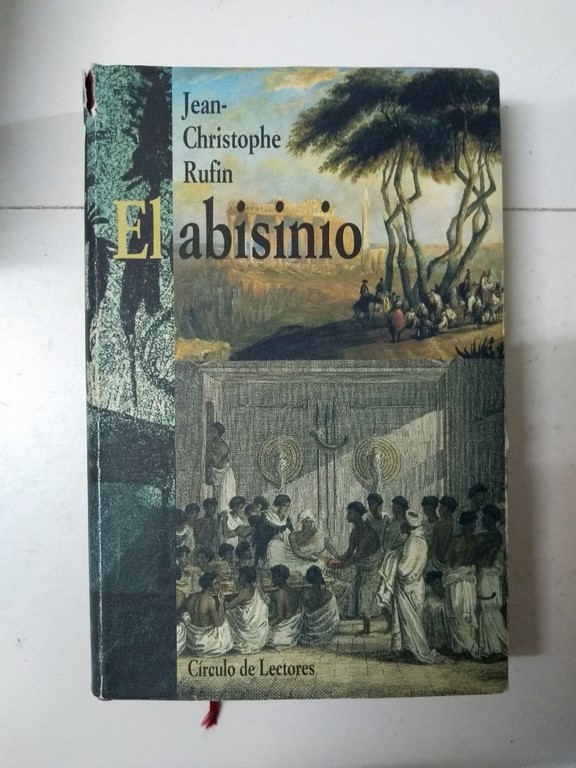 Jean-
Christophe
Rufin
El abisinio
Círculo de Lectores